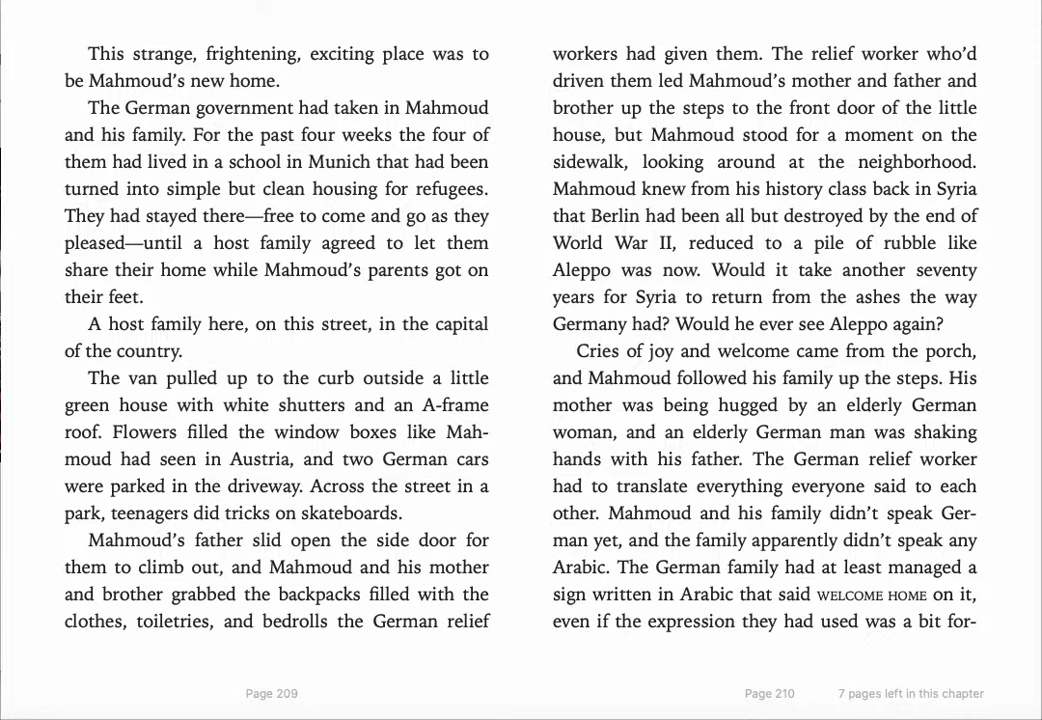 This strange, frightening, exciting place was to
be Mahmoud's new home.
The German government had taken in Mahmoud
and his family. For the past four weeks the four of
them had lived in a school in Munich that had been
turned into simple but clean housing for refugees.
They had stayed there—free to come and go as they
pleased—until a host family agreed to let them
share their home while Mahmoud's parents got on
their feet.
A host family here, on this street, in the capital
of the country.
The van pulled up to the curb outside a little
green house with white shutters and an A-frame
roof. Flowers filled the window boxes like Mah-
moud had seen in Austria, and two German cars
were parked in the driveway. Across the street in a
park, teenagers did tricks on skateboards.
Mahmoud's father slid open the side door for
them to climb out, and Mahmoud and his mother
and brother grabbed the backpacks filled with the
clothes, toiletries, and bedrolls the German relief
Page 209
workers had given them. The relief worker who'd
driven them led Mahmoud's mother and father and
brother up the steps to the front door of the little
house, but Mahmoud stood for a moment on the
sidewalk, looking around at the neighborhood.
Mahmoud knew from his history class back in Syria
that Berlin had been all but destroyed by the end of
World War II, reduced to a pile of rubble like
Aleppo was now. Would it take another seventy
years for Syria to return from the ashes the way
Germany had? Would he ever see Aleppo again?
Cries of joy and welcome came from the porch,
and Mahmoud followed his family up the steps. His
mother was being hugged by an elderly German
woman, and an elderly German man was shaking
hands with his father. The German relief worker
had to translate everything everyone said to each
other. Mahmoud and his family didn't speak Ger-
man yet, and the family apparently didn't speak any
Arabic. The German family had at least managed a
sign written in Arabic that said WELCOME HOME on it,
even if the expression they had used was a bit for-
Page 210
7 pages left in this chapter